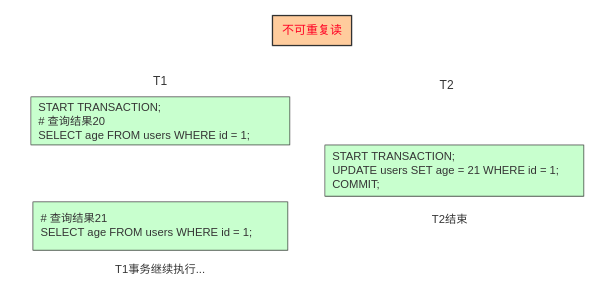 不可重复读
T1
T2
START TRANSACTION;
# 查询结果20
SELECT age FROM users WHERE id = 1;
START TRANSACTION;
UPDATE users SET age = 21 WHERE id = 1;
COMMIT;
# 查询结果21
SELECT age FROM users WHERE id = 1;
T2结束
T1事务继续执行...